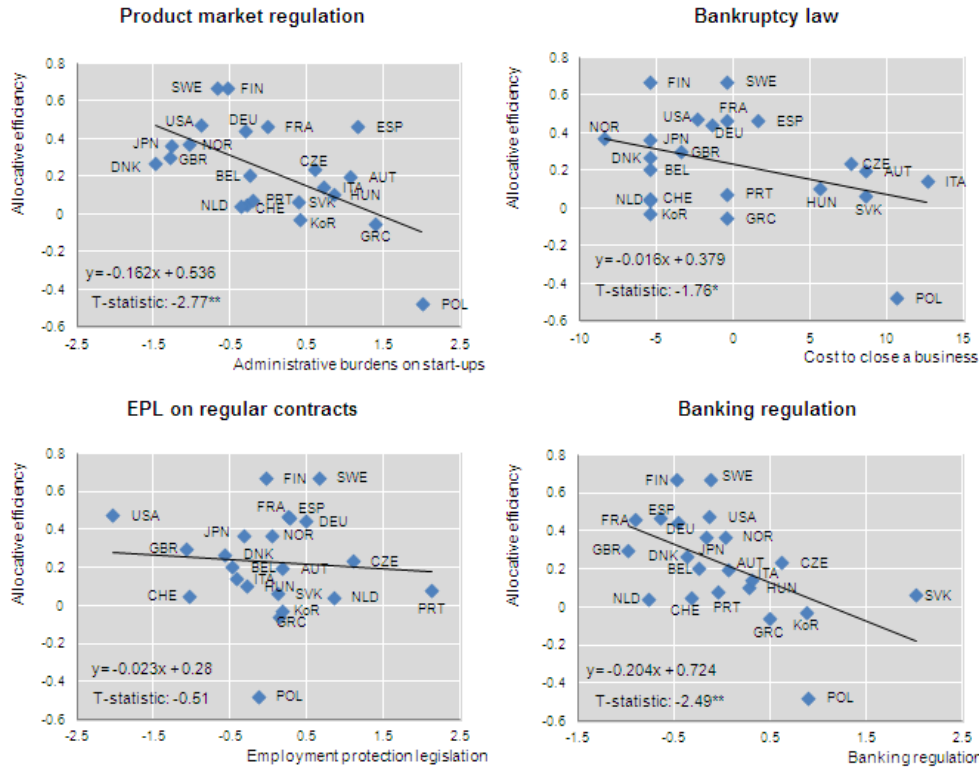 Product market regulation
Allocative efficiency
0.8
0.6
0.4
0.2
0
-0.2
-0.4
-0.6
SWE FIN
USA DEU FRA ESP
JPN NOR
GBR
DNK CZE
BEL AUT
ITA
HUN
NLD PRT SVK
CHE
KoR
GRC
POL
y= -0.162x + 0.536
T-statistic: -2.77**
-2.5 -1.5 -0.5 0.5 1.5 2.5
Administrative burdens on start-ups
Bankruptcy law
Allocative efficiency
0.8
0.6
0.4
0.2
0
-0.2
-0.4
-0.6
FIN SWE
USA FRA ESP
NOR DEU
JPN
GBR
DNK CZE
BEL AUT
ITA
NLD CHE PRT HUN SVK
KoR GRC
POL
y= -0.016x + 0.379
T-statistic: -1.76*
-10 -5 0 5 10 15
Cost to close a business
EPL on regular contracts
Allocative efficiency
0.8
0.6
0.4
0.2
0
-0.2
-0.4
-0.6
FIN SWE
USA FRA ESP
DEU
JPN NOR
GBR DNK CZE
BEL AUT
ITA
HUN
CHE SVK NLD PRT
KoR
GRC
POL
y= -0.023x + 0.28
T-statistic: -0.51
-2.5 -1.5 -0.5 0.5 1.5 2.5
Employment protection legislation
Banking regulation
Allocative efficiency
0.8
0.6
0.4
0.2
0
-0.2
-0.4
-0.6
FIN SWE
FRA ESP USA
DEU
JPN NOR
GBR
DNK AUT CZE
BEL ITA
HUN
NLD CHE PRT SVK
GRC KoR
POL
y= -0.204x + 0.724
T-statistic: -2.49**
-1.5 -0.5 0.5 1.5 2.5
Banking regulation